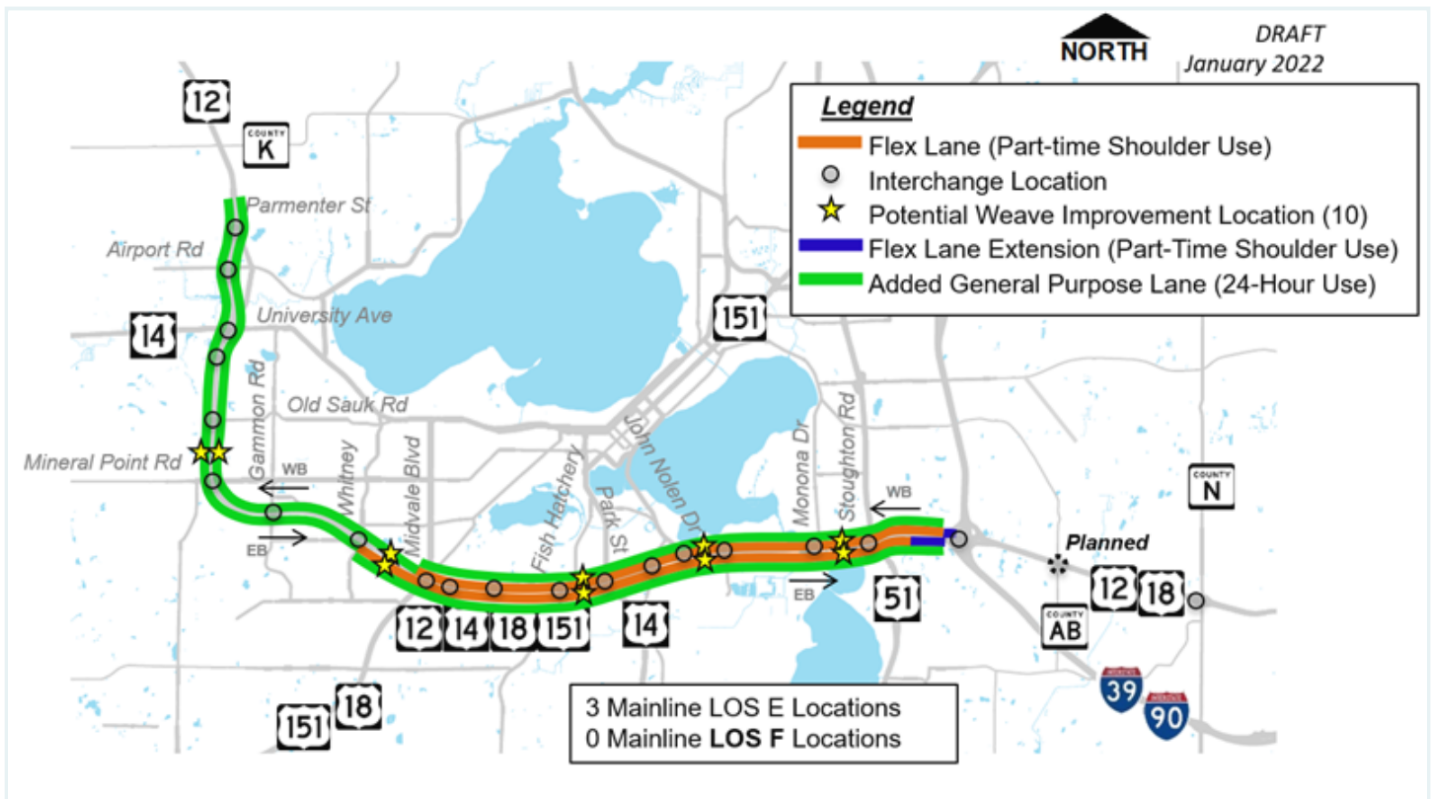 NORTH
DRAFT
January 2022
Legend
Flex Lane (Part-time Shoulder Use)
Interchange Location
Potential Weave Improvement Location (10)
Flex Lane Extension (Part-Time Shoulder Use)
Added General Purpose Lane (24-Hour Use)
12
COUNTY
K
Parmenter St
Airport Rd
University Ave
14
151
Gammon Rd
Old Sauk Rd
Mineral Point Rd
WB
EB
Whitney
Midvale Blvd
Fish Hatchery
Park St
John Nolen Dr
Monona Dr
Stoughton Rd
WB
EB
COUNTY
N
Planned
12
18
COUNTY
AB
51
12
14
18
151
14
39
90
18
151
3 Mainline LOS E Locations
0 Mainline LOS F Locations